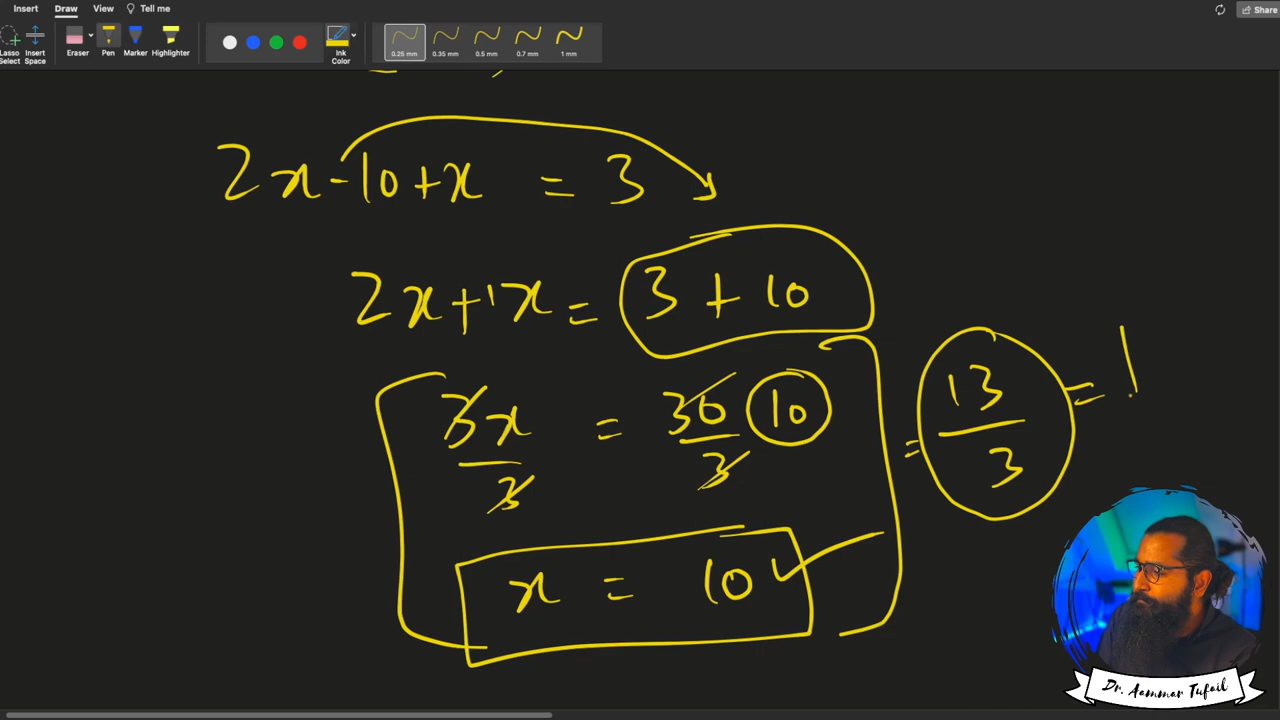 Insert Draw View Tell me Share
Lasso Select Insert Space Eraser Pen Marker Highlighter Ink Color 0.25 mm 0.35 mm 0.5 mm 0.7 mm 1 mm
2x - 10 + x = 3
2x + 1x = 3 + 10
3x / 3 = 30 / 3 10 = 13 / 3 = 1
x = 10
Dr. Aammar Tufail